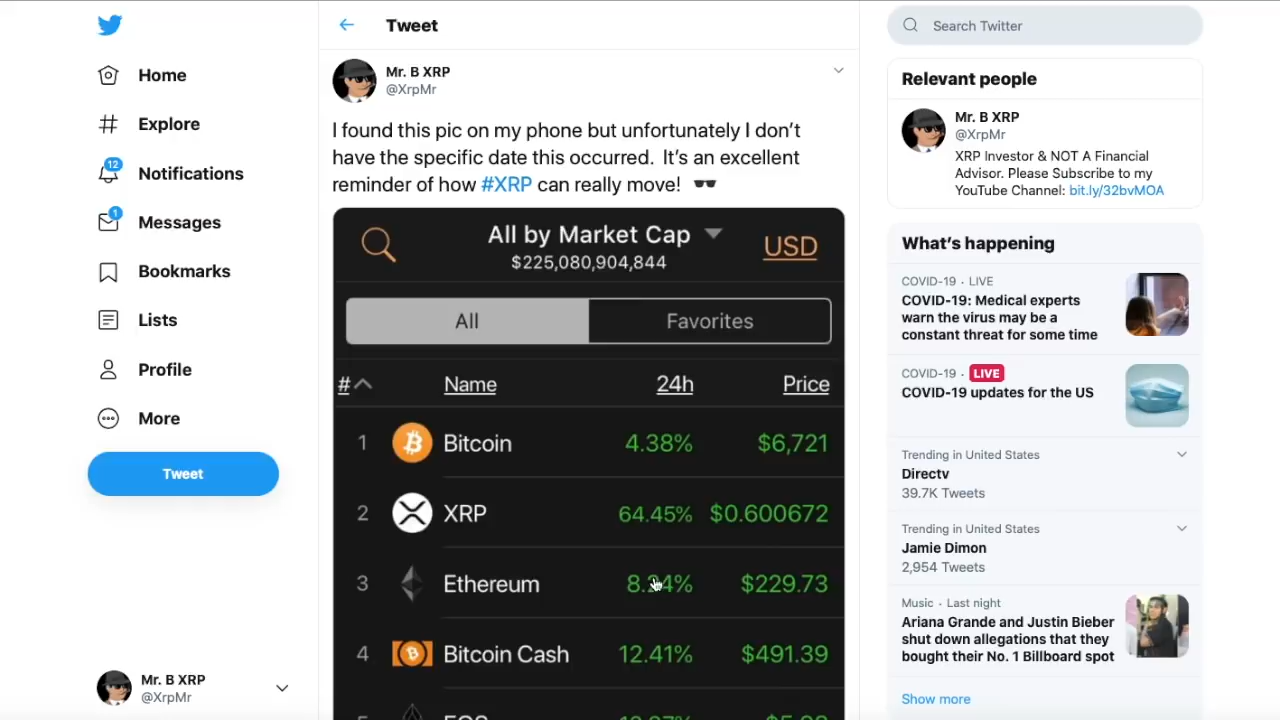 Home
Explore
12
Notifications
1
Messages
Bookmarks
Lists
Profile
More
Tweet
Mr. B XRP
@XrpMr
Tweet
Mr. B XRP
@XrpMr
I found this pic on my phone but unfortunately I don't
have the specific date this occurred. It's an excellent
reminder of how #XRP can really move!
All by Market Cap
$225,080,904,844
USD
All Favorites
# Name 24h Price
1 Bitcoin 4.38% $6,721
2 XRP 64.45% $0.600672
3 Ethereum $229.73
4 Bitcoin Cash 12.41% $491.39
Search Twitter
Relevant people
Mr. B XRP
@XrpMr
XRP Investor & NOT A Financial
Advisor. Please Subscribe to my
YouTube Channel: bit.ly/32bvMOA
What's happening
COVID-19 · LIVE
COVID-19: Medical experts
warn the virus may be a
constant threat for some time
COVID-19 · LIVE
COVID-19 updates for the US
Trending in United States
Directv
39.7K Tweets
Trending in United States
Jamie Dimon
2,954 Tweets
Music · Last night
Ariana Grande and Justin Bieber
shut down allegations that they
bought their No. 1 Billboard spot
Show more